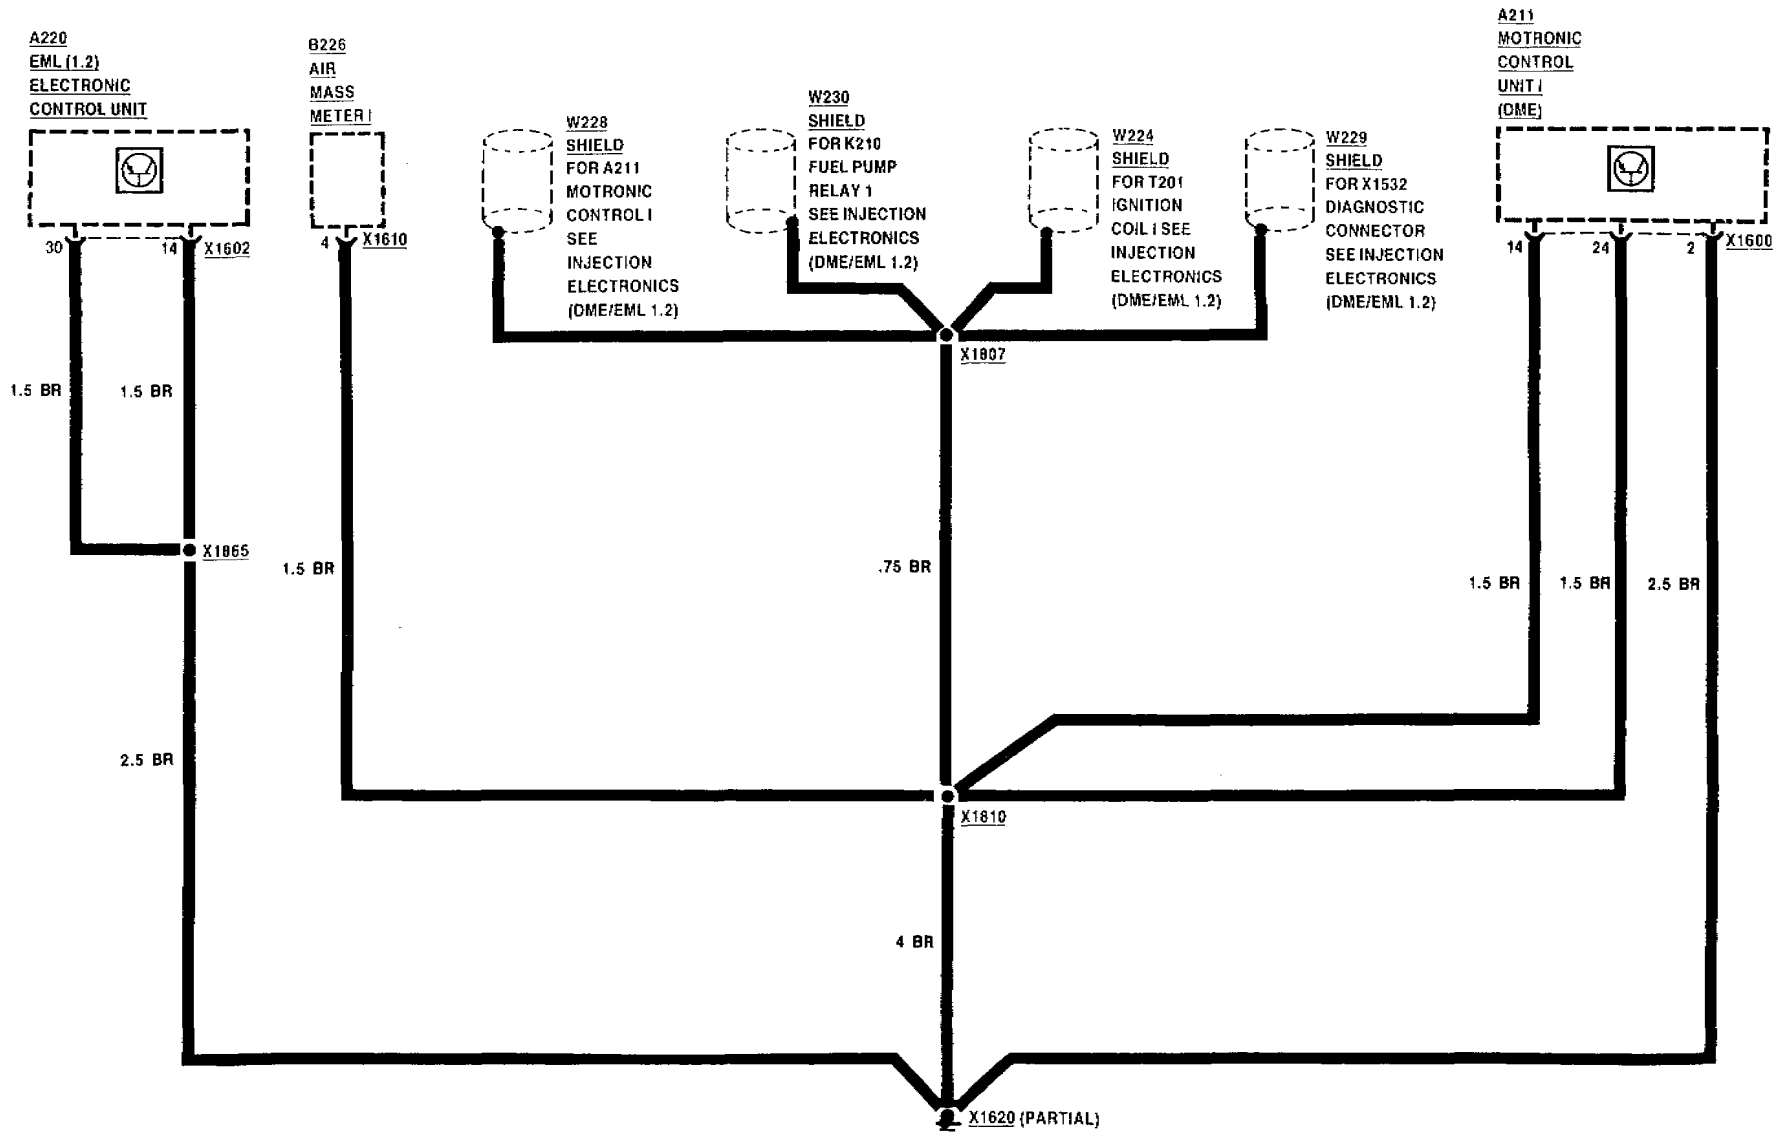 A220
EML (1.2)
ELECTRONIC
CONTROL UNIT
B226
AIR
MASS
METER I
W228
SHIELD
FOR A211
MOTRONIC
CONTROL I
SEE
INJECTION
ELECTRONICS
(DME/EML 1.2)
W230
SHIELD
FOR K210
FUEL PUMP
RELAY 1
SEE INJECTION
ELECTRONICS
(DME/EML 1.2)
W224
SHIELD
FOR T201
IGNITION
COIL I SEE
INJECTION
ELECTRONICS
(DME/EML 1.2)
W229
SHIELD
FOR X1532
DIAGNOSTIC
CONNECTOR
SEE INJECTION
ELECTRONICS
(DME/EML 1.2)
A211
MOTRONIC
CONTROL
UNIT I
(DME)
30 14 X1602
4 X1610
14 24 2 X1600
X1807
1.5 BR 1.5 BR
X1865
1.5 BR
.75 BR
1.5 BR 1.5 BR 2.5 BR
2.5 BR
X1810
4 BR
X1620 (PARTIAL)